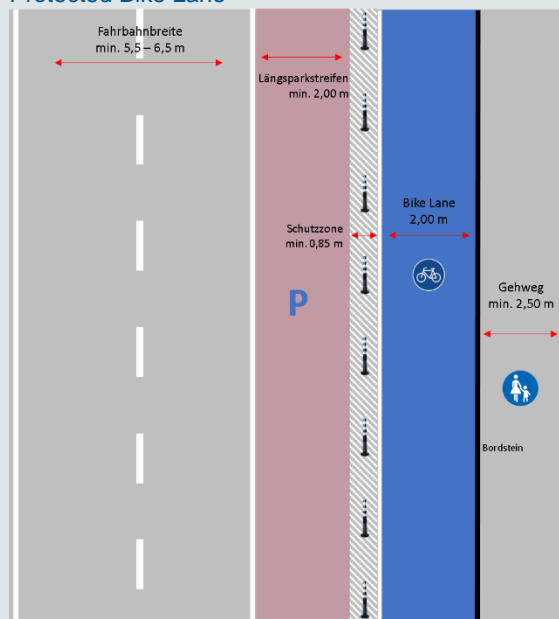 Protected Bike Lane
Fahrbahnbreite
min. 5,5 – 6,5 m
Längsparkstreifen
min. 2,00 m
Schutzzone
min. 0,85 m
Bike Lane
2,00 m
P
Gehweg
min. 2,50 m
Bordstein